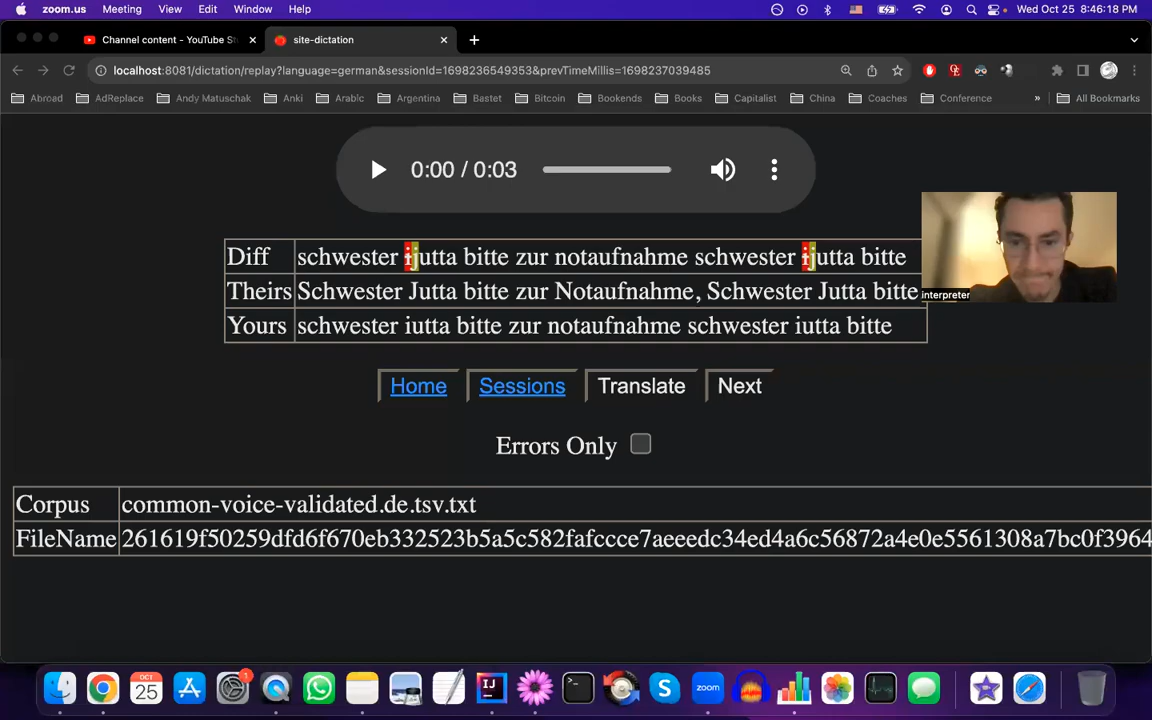 zoom.us Meeting View Edit Window Help Wed Oct 25 8:46:18 PM
Channel content - YouTube St site-dictation
localhost:8081/dictation/replay?language=german&sessionId=1698236549353&prevTimeMillis=1698237039485
Abroad AdReplace Andy Matuschak Anki Arabic Argentina Bastet Bitcoin Bookends Books Capitalist China Coaches Conference » All Bookmarks
0:00 / 0:03
Diff schwester ijutta bitte zur notaufnahme schwester ijutta bitte
Theirs Schwester Jutta bitte zur Notaufnahme, Schwester Jutta bitte
interpreter
Yours schwester iutta bitte zur notaufnahme schwester iutta bitte
Home Sessions Translate Next
Errors Only
Corpus common-voice-validated.de.tsv.txt
FileName 261619f50259dfd6f670eb332523b5a5c582fafccce7aeeedc34ed4a6c56872a4e0e5561308a7bc0f3964
OCT
25
1
IJ
zoom